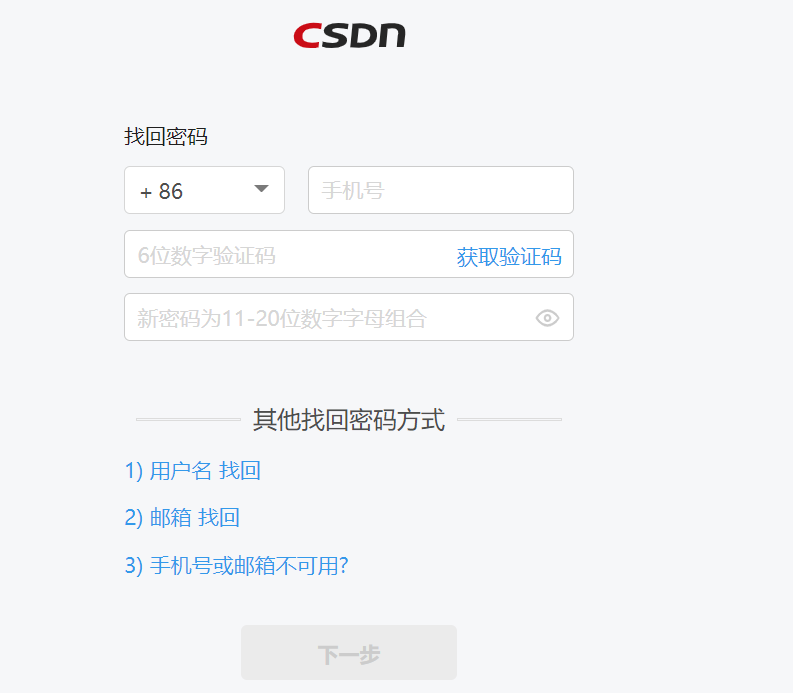 CSDN
找回密码
+ 86 手机号
6位数字验证码 获取验证码
新密码为11-20位数字字母组合
其他找回密码方式
1) 用户名 找回
2) 邮箱 找回
3) 手机号或邮箱不可用?
下一步